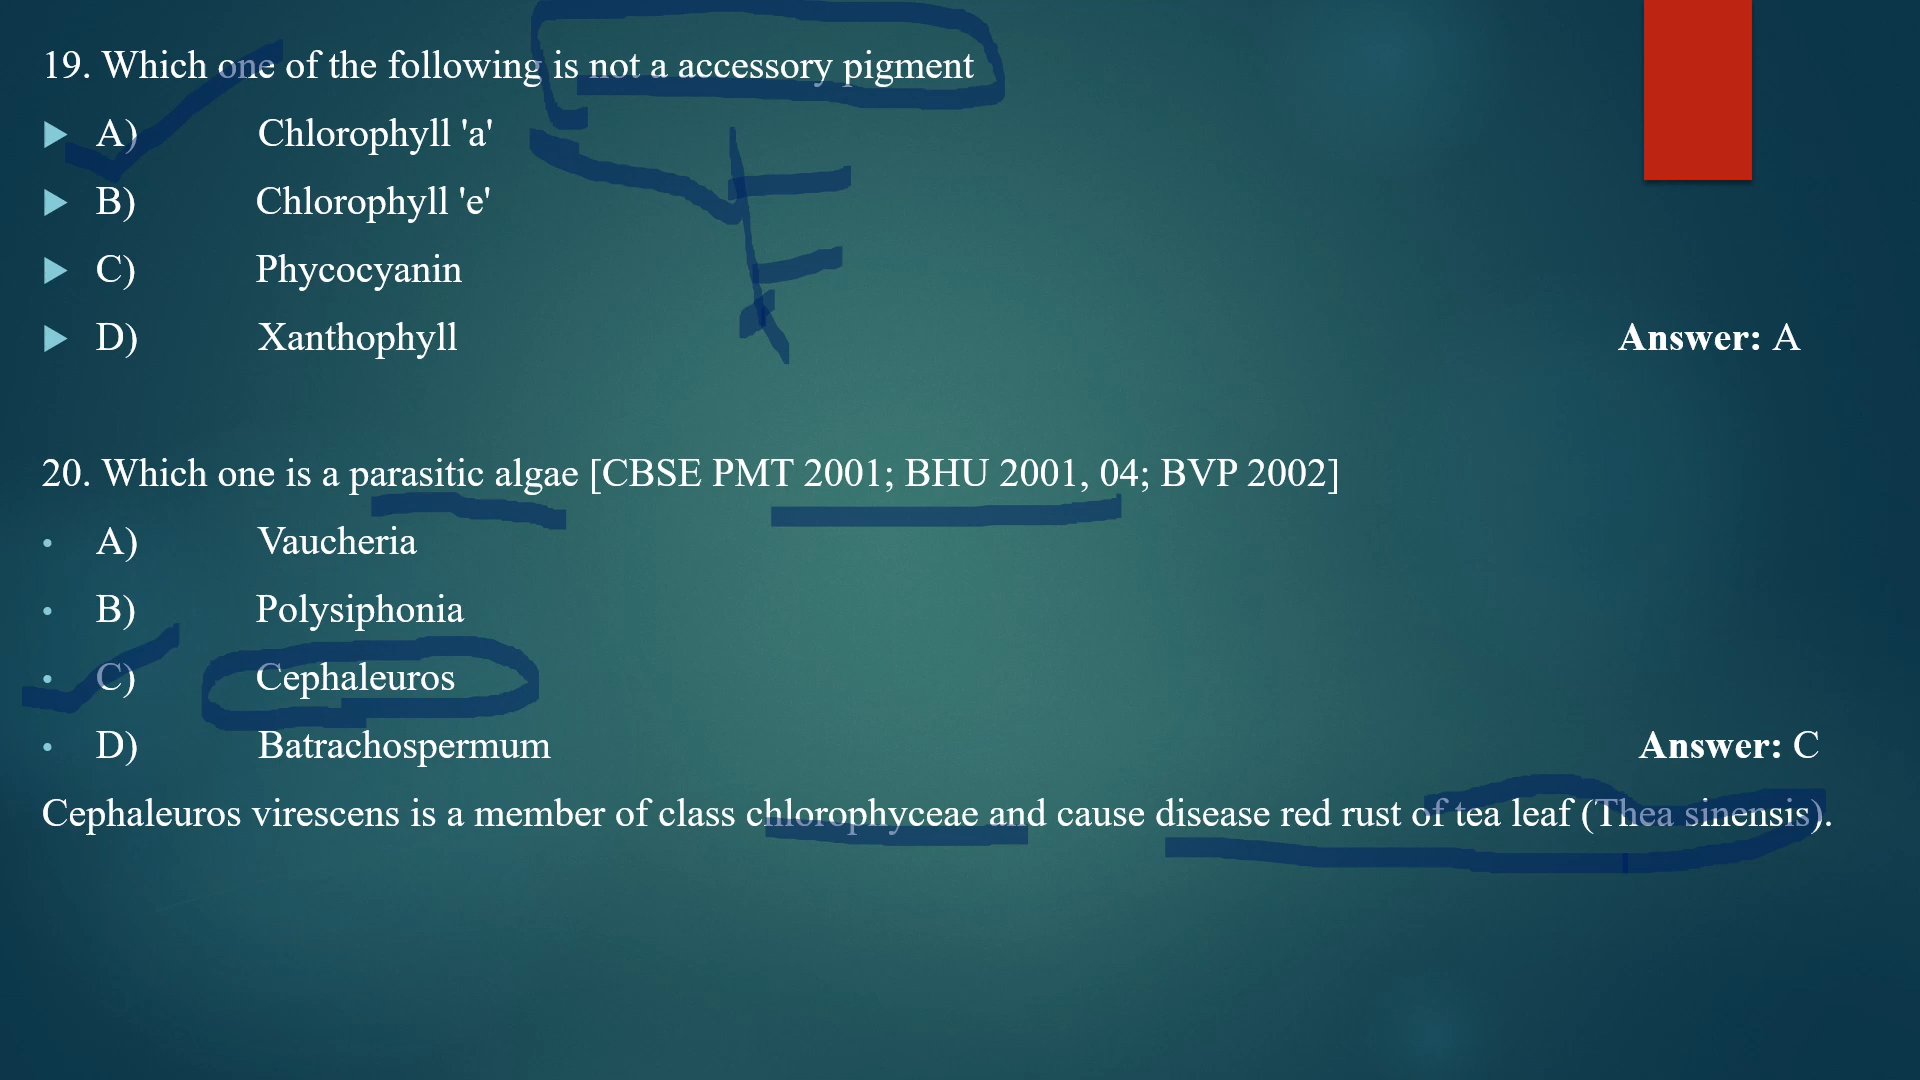 19. Which one of the following is not a accessory pigment
A) Chlorophyll 'a'
B) Chlorophyll 'e'
C) Phycocyanin
D) Xanthophyll Answer: A
20. Which one is a parasitic algae [CBSE PMT 2001; BHU 2001, 04; BVP 2002]
A) Vaucheria
B) Polysiphonia
C) Cephaleuros
D) Batrachospermum Answer: C
Cephaleuros virescens is a member of class chlorophyceae and cause disease red rust of tea leaf (Thea sinensis).